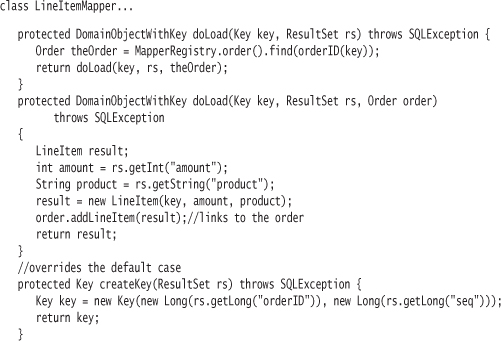 class LineItemMapper...
protected DomainObjectWithKey doLoad(Key key, ResultSet rs) throws SQLException {
Order theOrder = MapperRegistry.order().find(orderID(key));
return doLoad(key, rs, theOrder);
}
protected DomainObjectWithKey doLoad(Key key, ResultSet rs, Order order)
throws SQLException
{
LineItem result;
int amount = rs.getInt("amount");
String product = rs.getString("product");
result = new LineItem(key, amount, product);
order.addLineItem(result);//links to the order
return result;
}
//overrides the default case
protected Key createKey(ResultSet rs) throws SQLException {
Key key = new Key(new Long(rs.getLong("orderID")), new Long(rs.getLong("seq")));
return key;
}